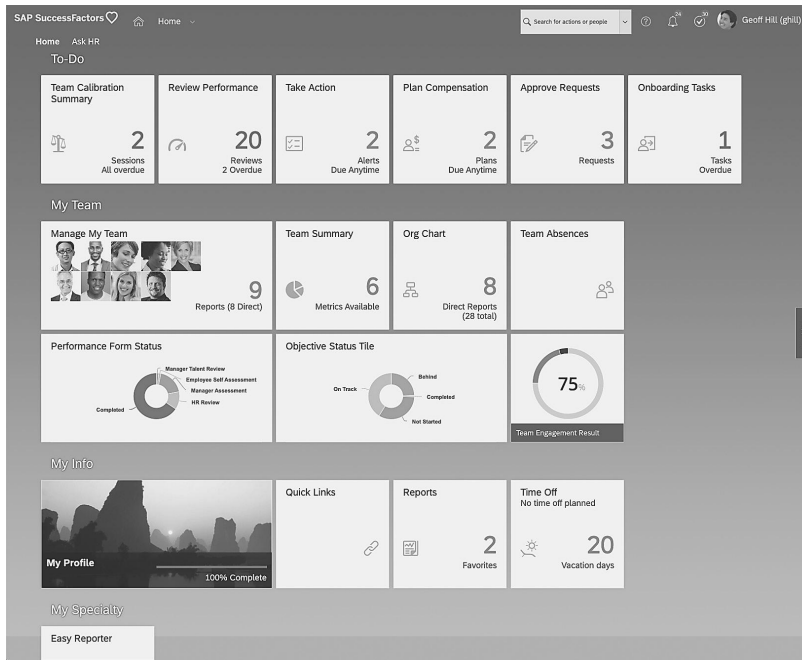 SAP SuccessFactors
Home
Search for actions or people
24
30
Geoff Hill (ghill)
Home Ask HR
To-Do
Team Calibration
Summary
2
Sessions
All overdue
Review Performance
20
Reviews
2 Overdue
Take Action
2
Alerts
Due Anytime
Plan Compensation
2
Plans
Due Anytime
Approve Requests
3
Requests
Onboarding Tasks
1
Tasks
Overdue
My Team
Manage My Team
9
Reports (8 Direct)
Team Summary
6
Metrics Available
Org Chart
8
Direct Reports
(28 total)
Team Absences
Performance Form Status
Manager Talent Review
Employee Self Assessment
Manager Assessment
HR Review
Completed
Objective Status Tile
Behind
On Track
Completed
Not Started
75%
Team Engagement Result
My Info
My Profile
100% Complete
Quick Links
Reports
2
Favorites
Time Off
No time off planned
20
Vacation days
My Specialty
Easy Reporter